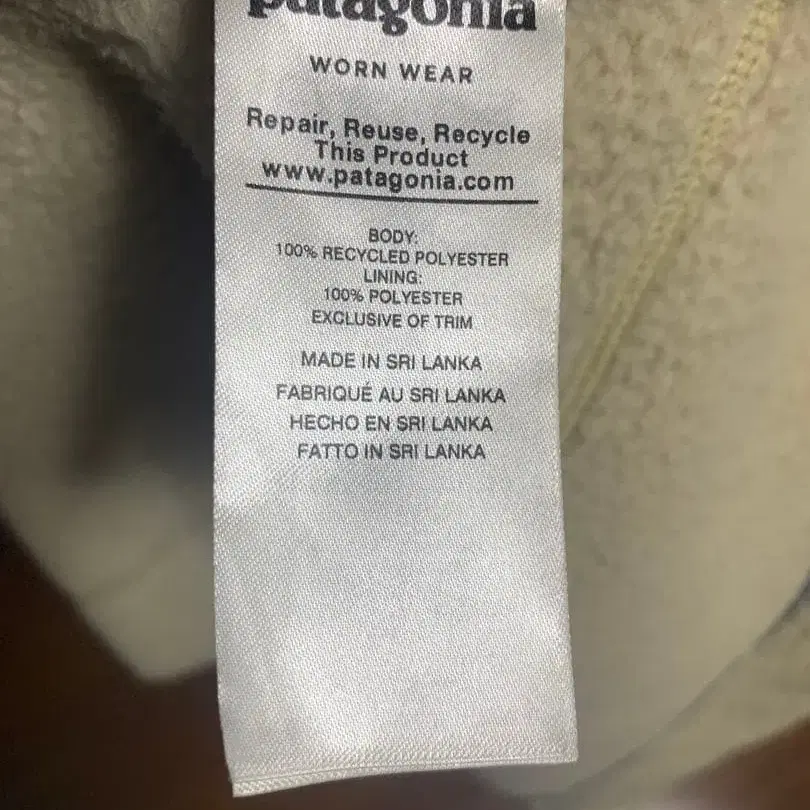 patagonia
WORN WEAR
Repair, Reuse, Recycle
This Product
www.patagonia.com
BODY:
100% RECYCLED POLYESTER
LINING:
100% POLYESTER
EXCLUSIVE OF TRIM
MADE IN SRI LANKA
FABRIQUÉ AU SRI LANKA
HECHO EN SRI LANKA
FATTO IN SRI LANKA